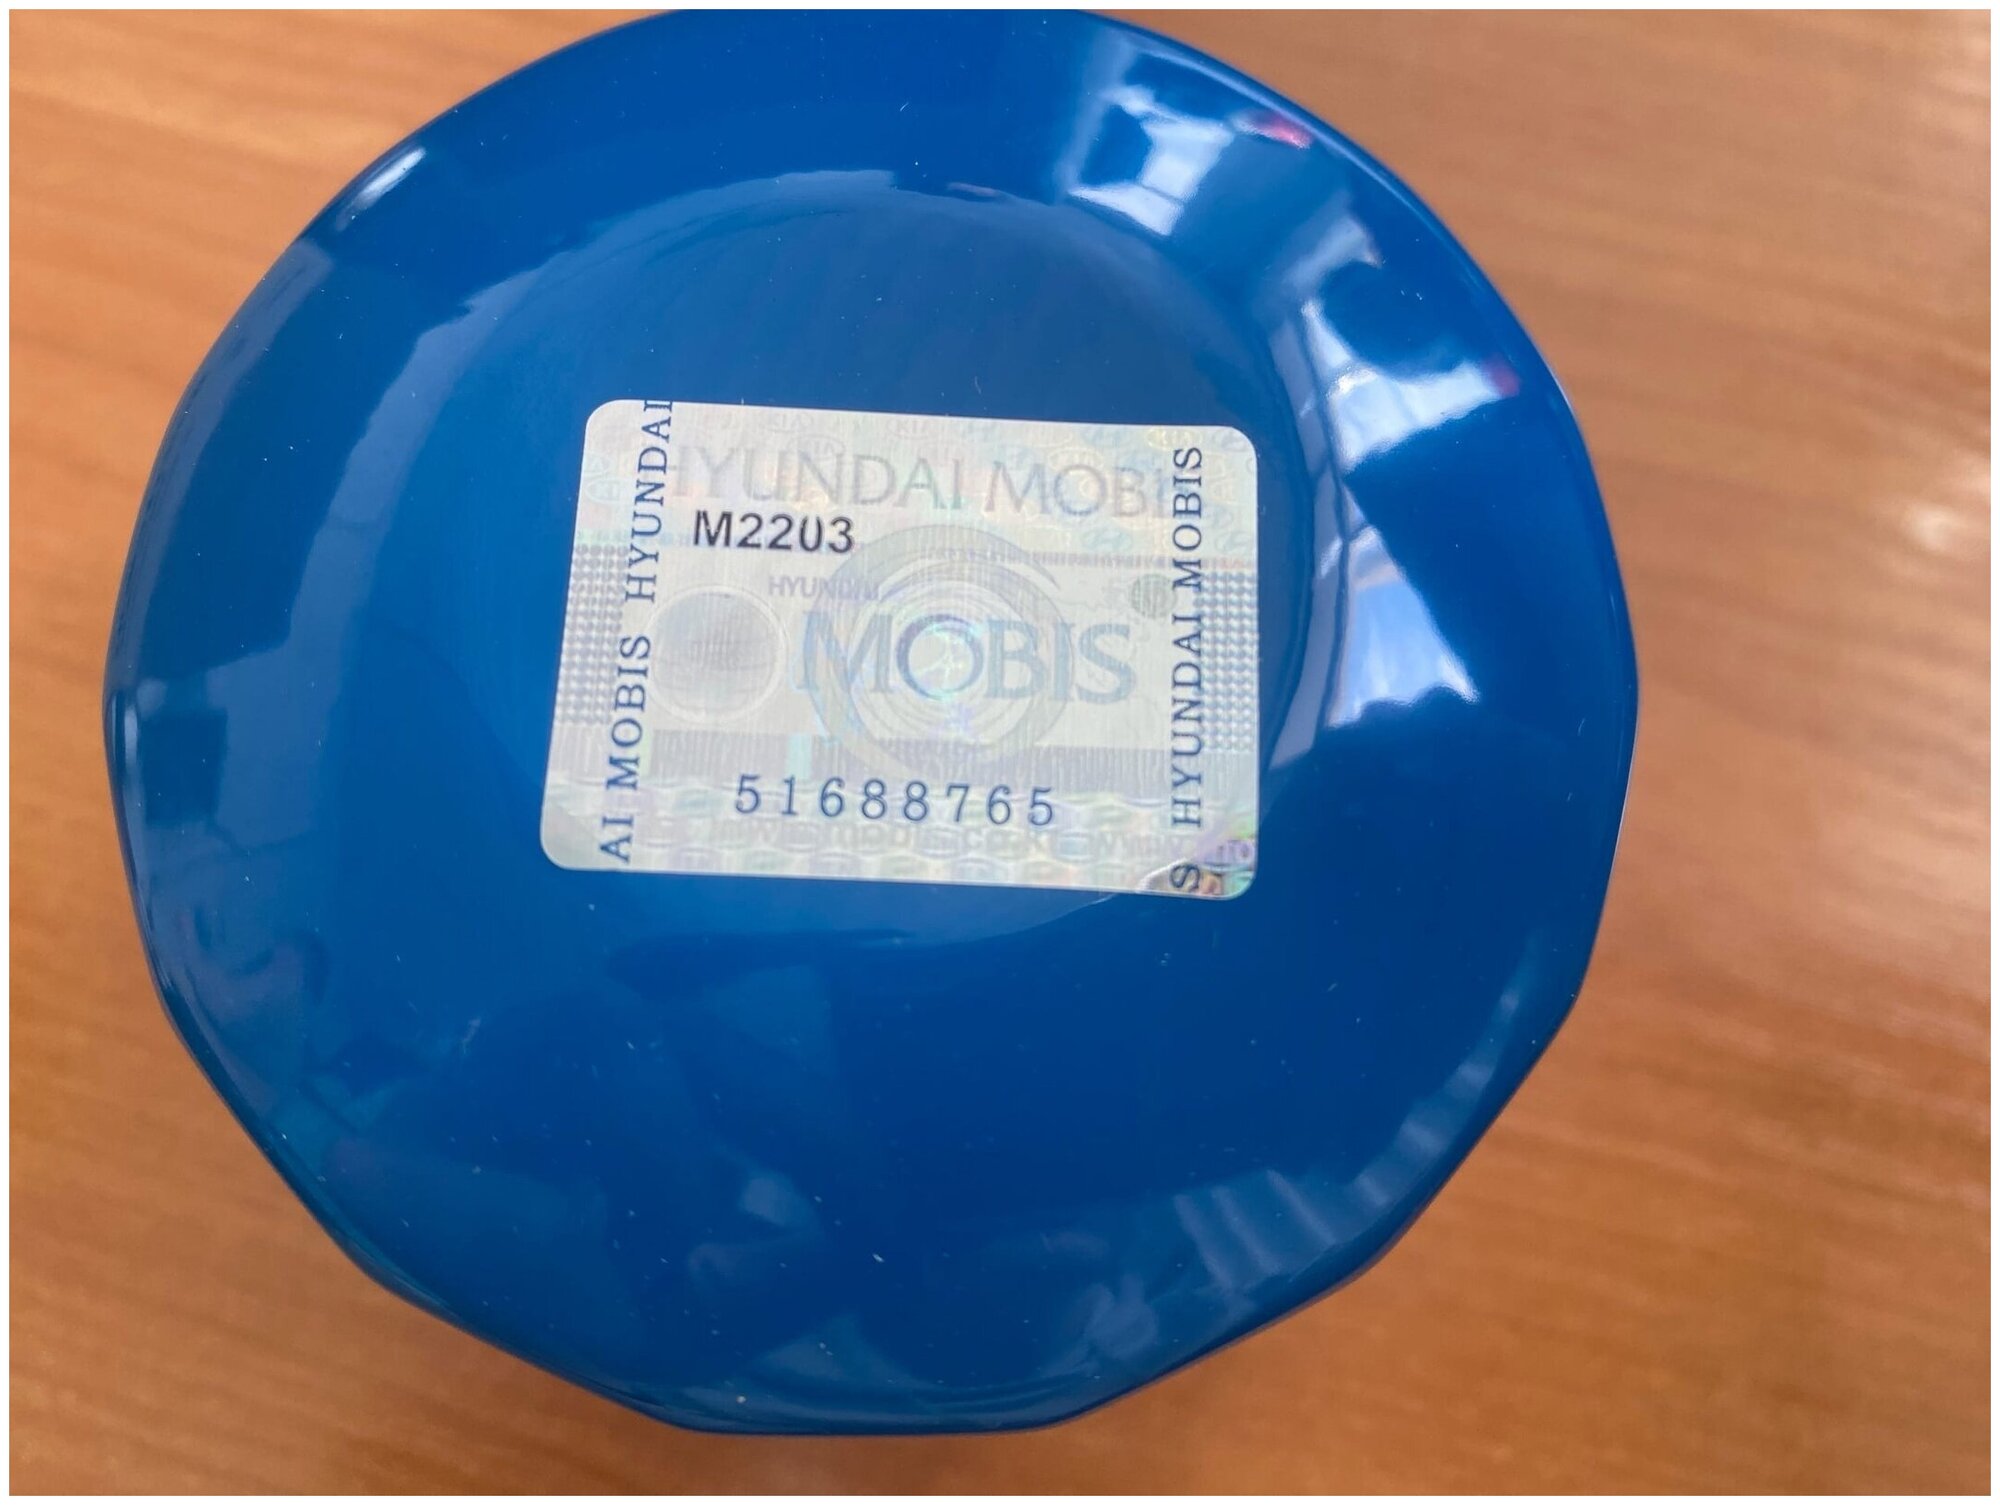 HYUNDAI MOBIS
M2203
HYUNDAI
MOBIS
51688765
AI MOBIS HYUNDAI
S HYUNDAI MOBIS